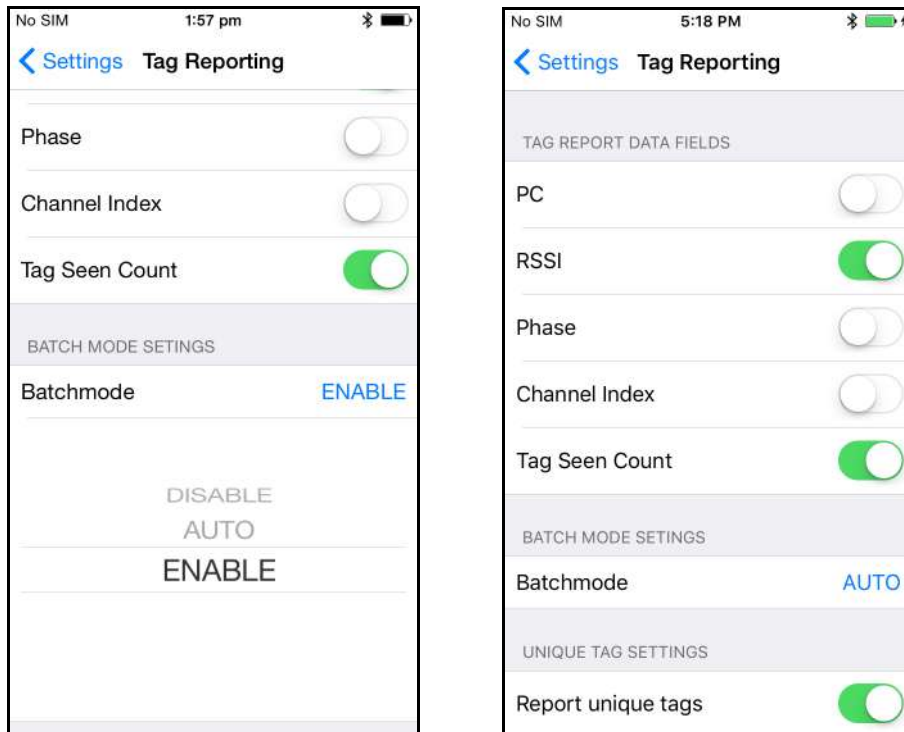 No SIM 1:57 pm
Settings Tag Reporting
Phase
Channel Index
Tag Seen Count
BATCH MODE SETINGS
Batchmode ENABLE
DISABLE
AUTO
ENABLE
No SIM 5:18 PM
Settings Tag Reporting
TAG REPORT DATA FIELDS
PC
RSSI
Phase
Channel Index
Tag Seen Count
BATCH MODE SETINGS
Batchmode AUTO
UNIQUE TAG SETTINGS
Report unique tags